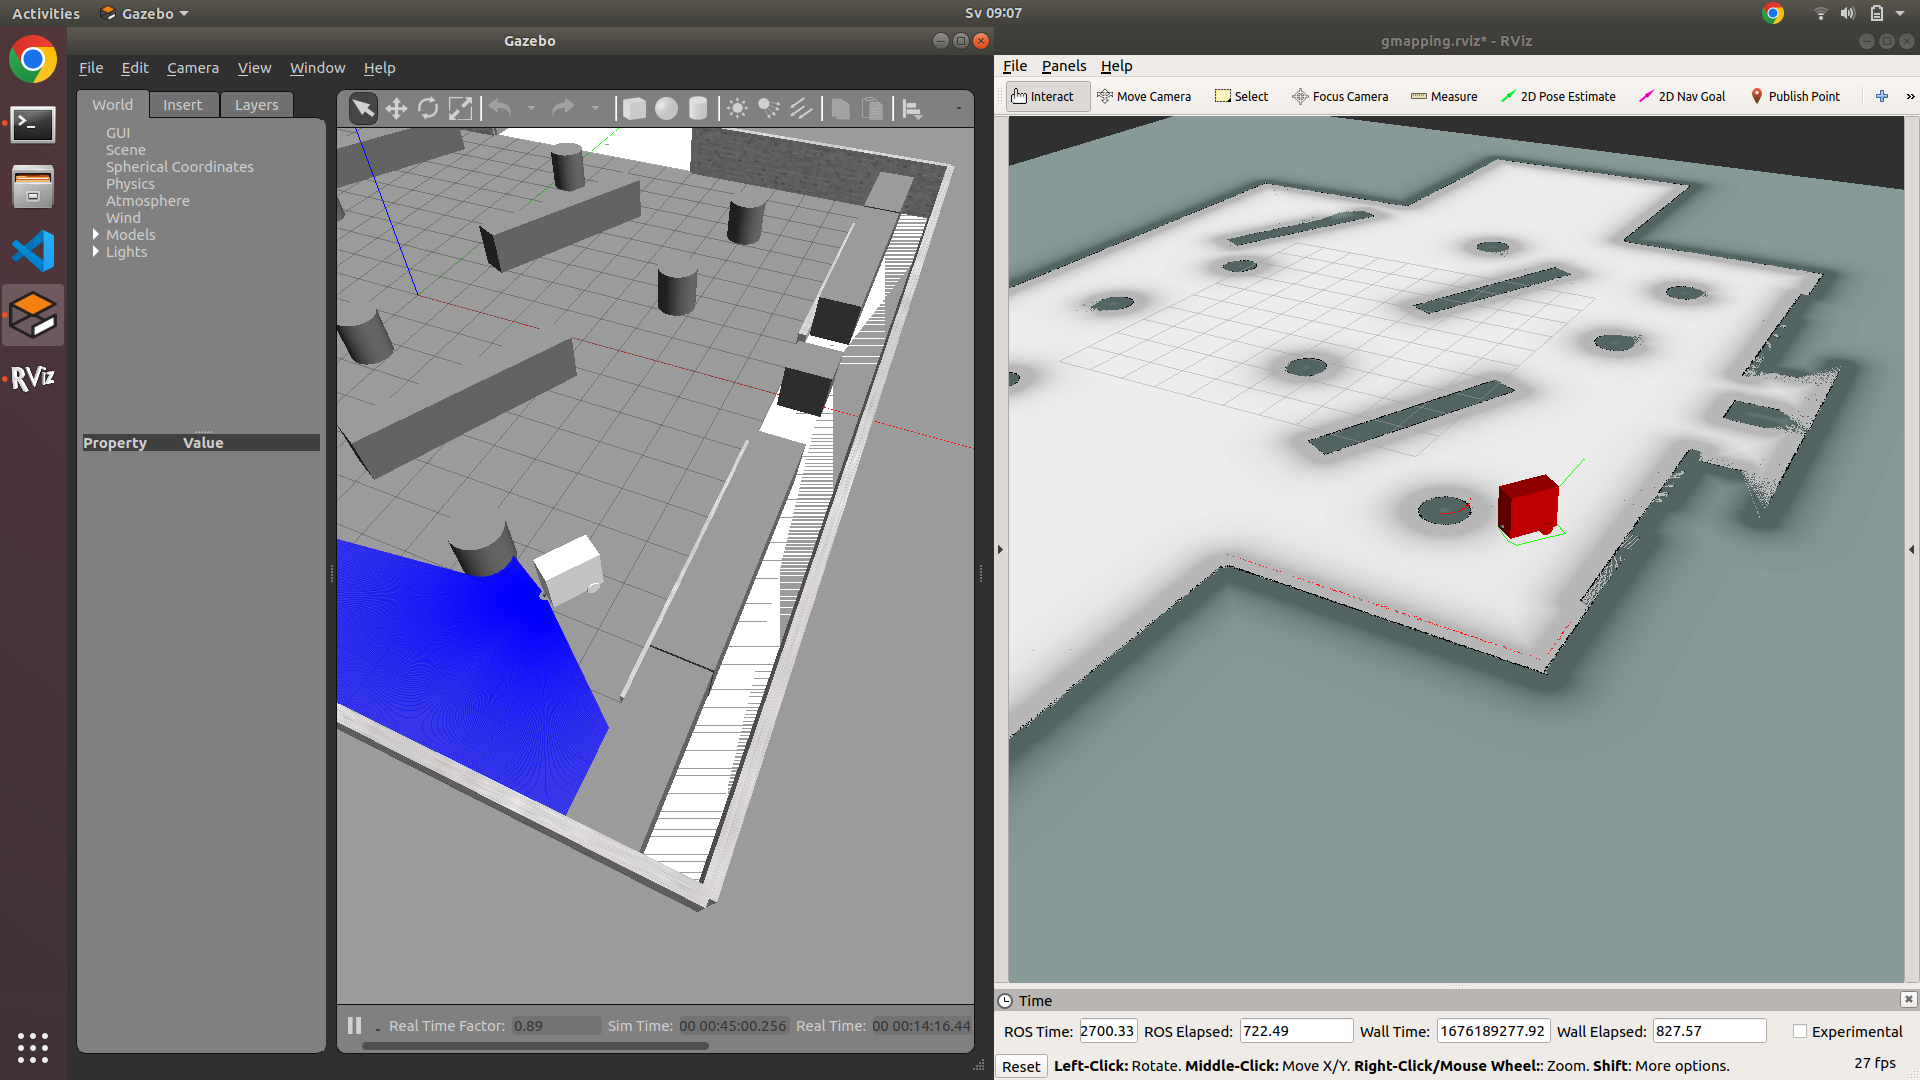 Activities Gazebo Sv 09:07
Gazebo
File Edit Camera View Window Help
World Insert Layers
GUI
Scene
Spherical Coordinates
Physics
Atmosphere
Wind
Models
Lights
Property Value
Real Time Factor: 0.89 Sim Time: 00 00:45:00.256 Real Time: 00 00:14:16.44
RViz
gmapping.rviz* - RViz
File Panels Help
Interact Move Camera Select Focus Camera Measure 2D Pose Estimate 2D Nav Goal Publish Point
Time
ROS Time: 2700.33 ROS Elapsed: 722.49 Wall Time: 1676189277.92 Wall Elapsed: 827.57 Experimental
Reset Left-Click: Rotate. Middle-Click: Move X/Y. Right-Click/Mouse Wheel:: Zoom. Shift: More options. 27 fps